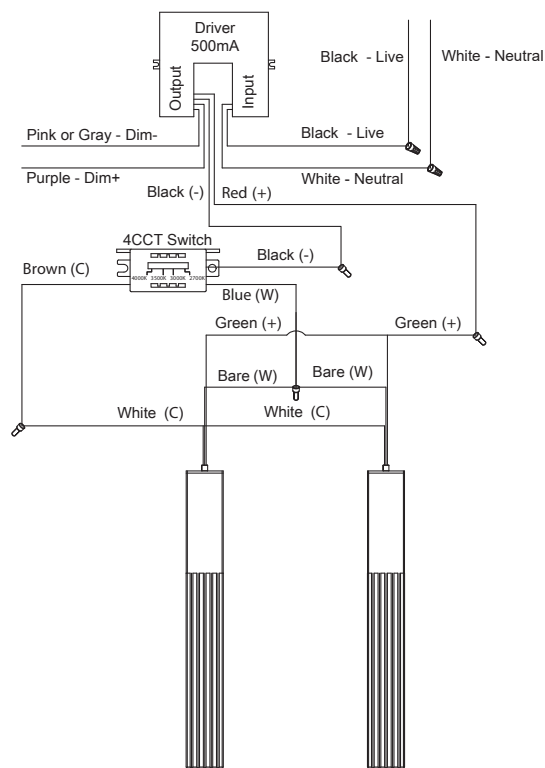 Driver
500mA
Output
Input
Black - Live
White - Neutral
Pink or Gray - Dim-
Black - Live
Purple - Dim+
White - Neutral
Black (-)
Red (+)
4CCT Switch
Black (-)
Brown (C)
4000K 3500K 3000K 2700K
Blue (W)
Green (+)
Green (+)
Bare (W)
Bare (W)
White (C)
White (C)